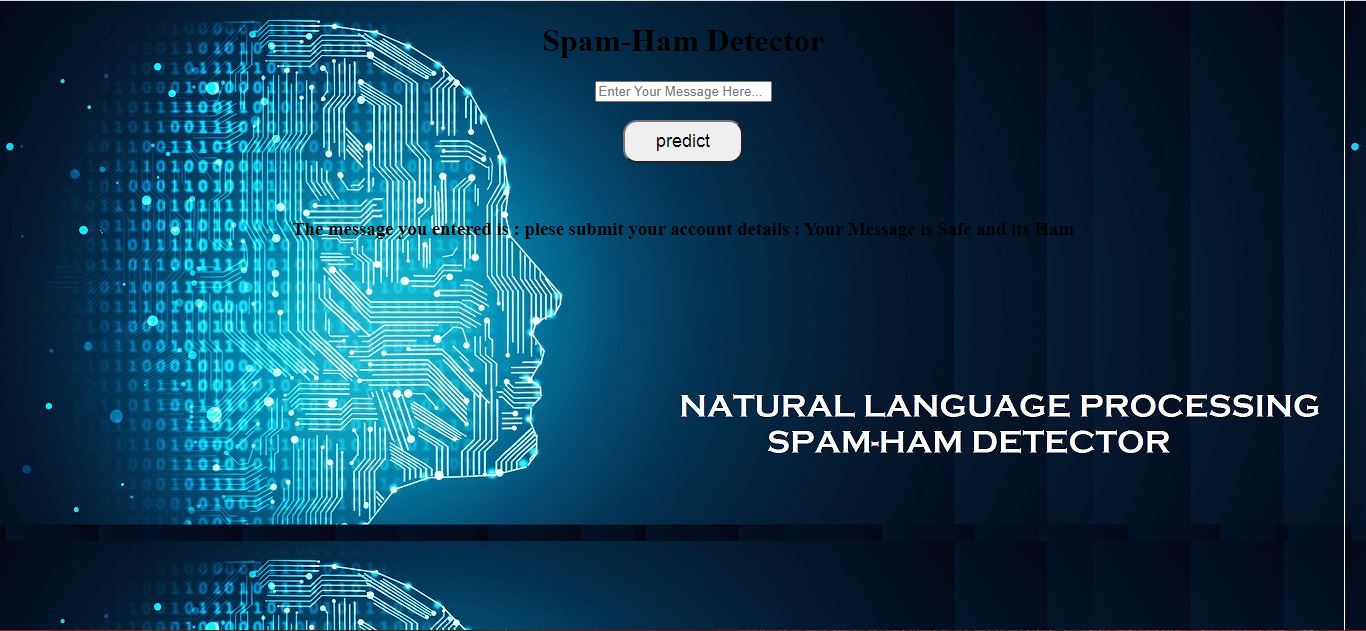 Spam-Ham Detector
Enter Your Message Here...
predict
The message you entered is : plese submit your account details : Your Message is Safe and its Ham
NATURAL LANGUAGE PROCESSING
SPAM-HAM DETECTOR